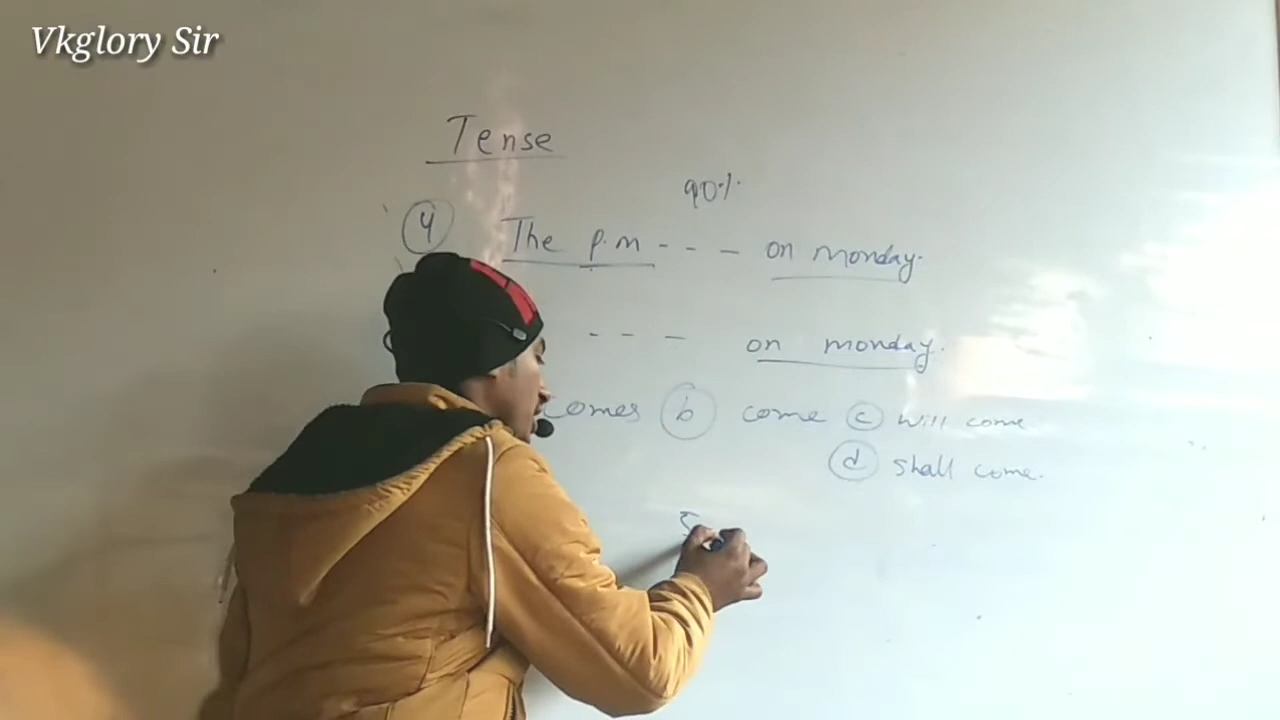 Vkglory Sir
Tense
90%
4 The P.M --- on monday.
--- on monday.
comes b come c will come
d shall come.
S